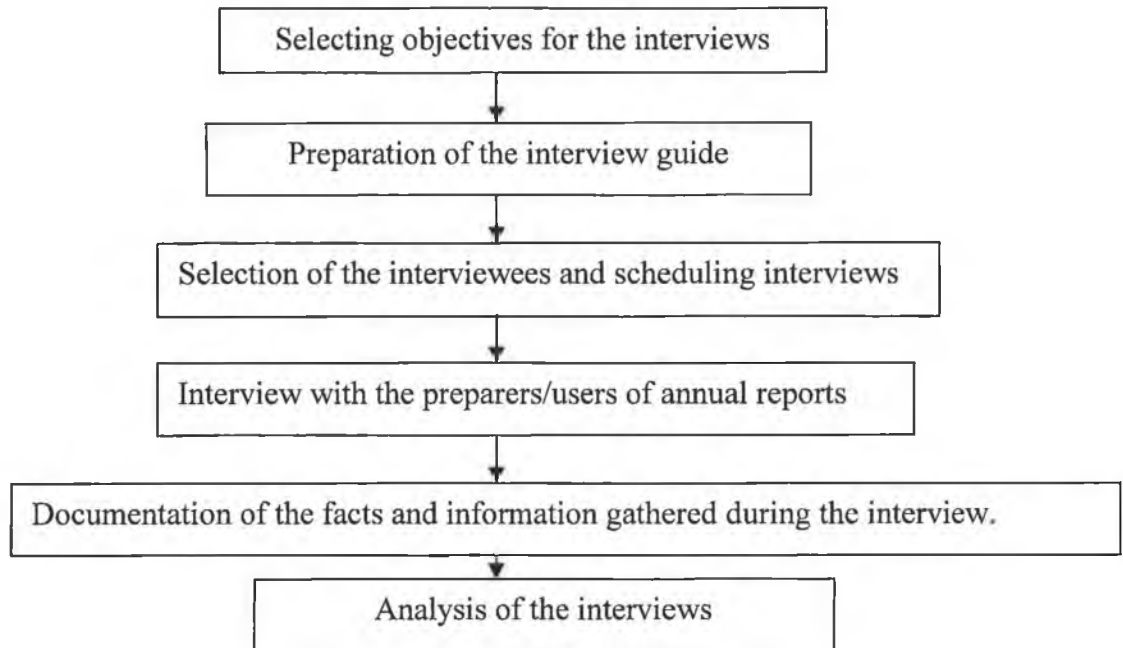 Selecting objectives for the interviews
Preparation of the interview guide
Selection of the interviewees and scheduling interviews
Interview with the preparers/users of annual reports
Documentation of the facts and information gathered during the interview.
Analysis of the interviews